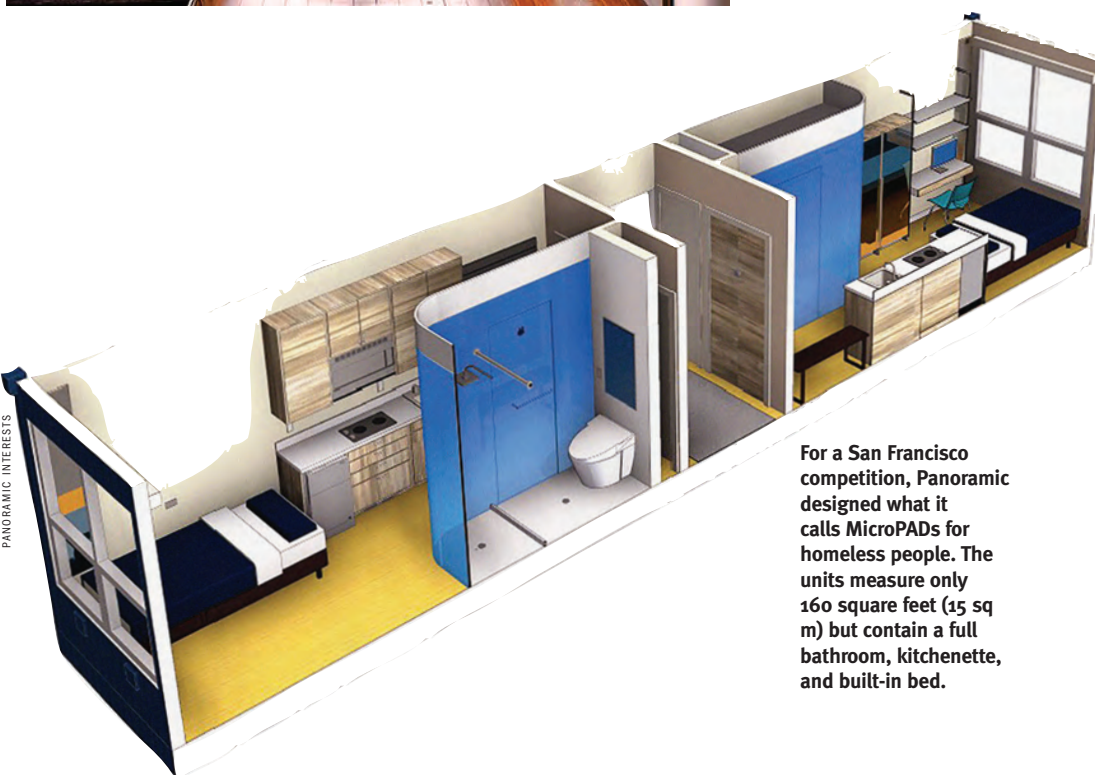 PANORAMIC INTERESTS
For a San Francisco
competition, Panoramic
designed what it
calls MicroPADs for
homeless people. The
units measure only
160 square feet (15 sq
m) but contain a full
bathroom, kitchenette,
and built-in bed.